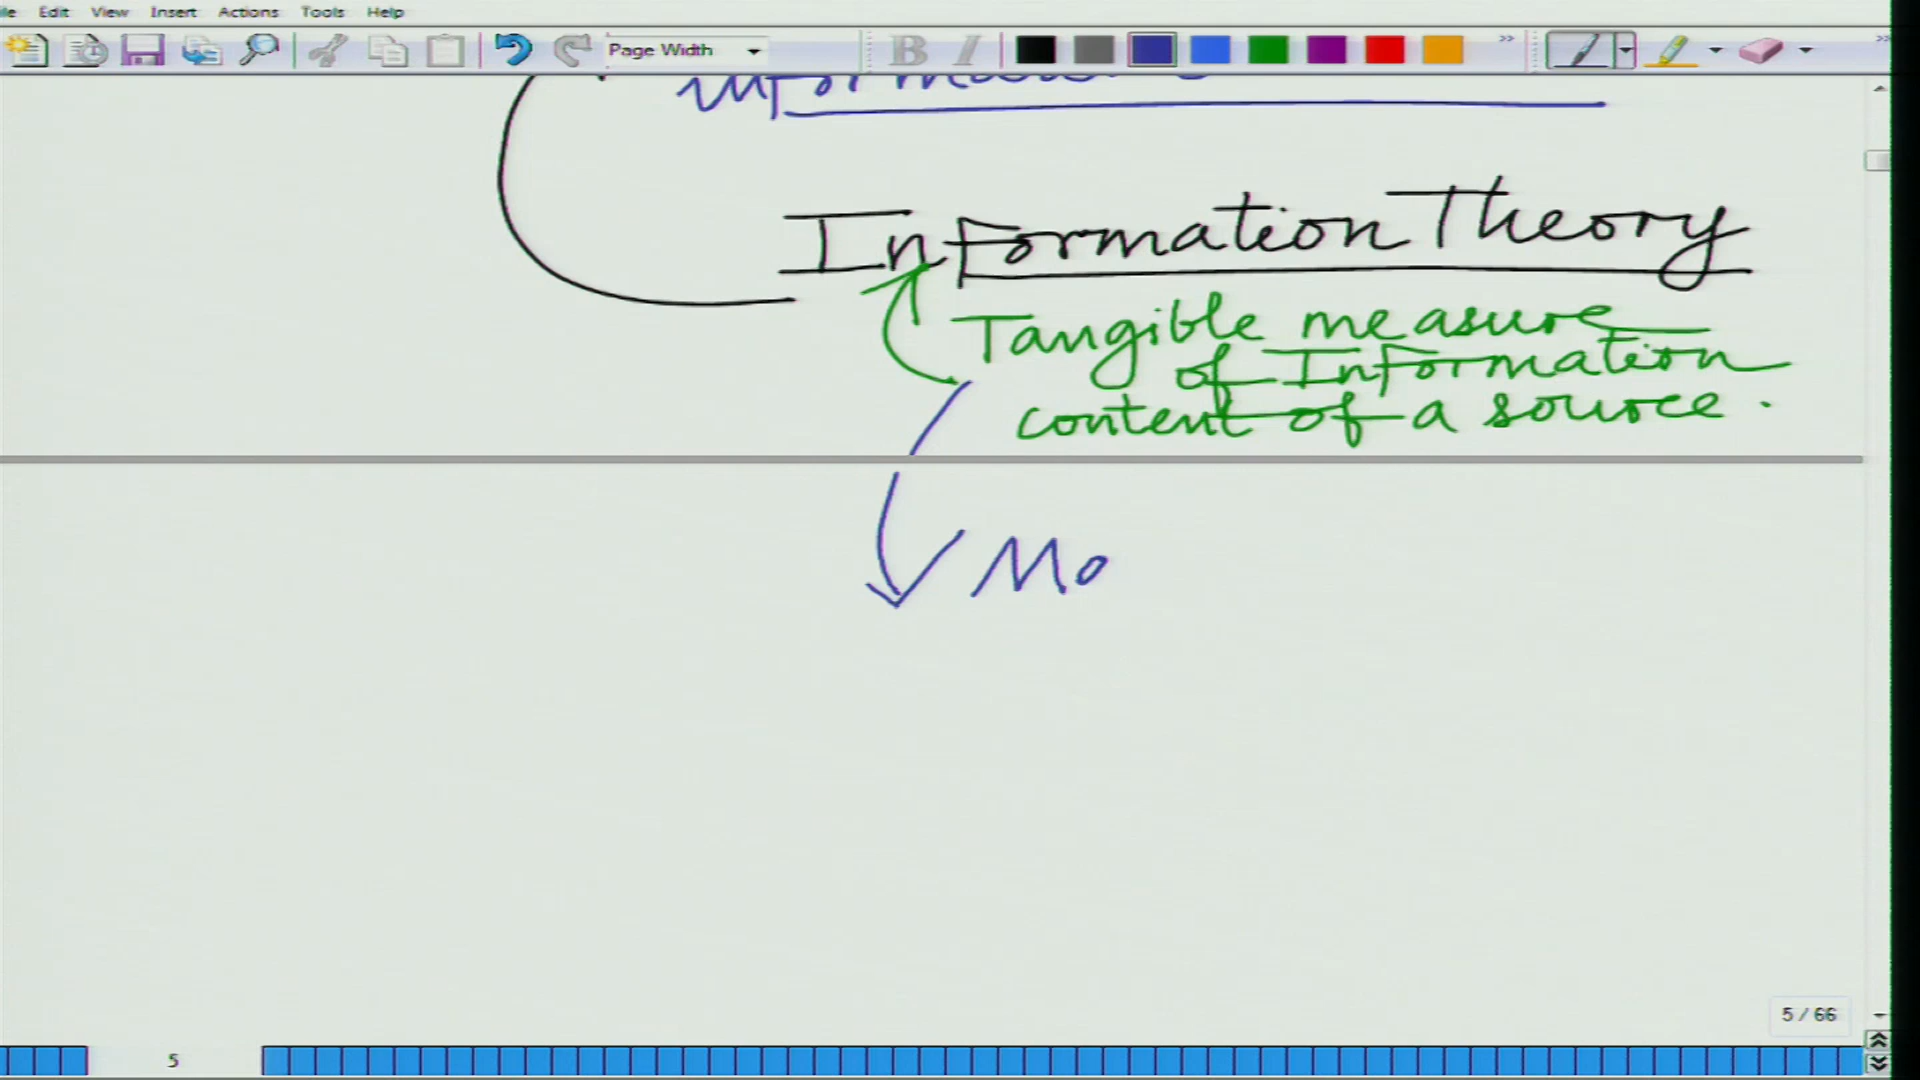 Edit View Insert Actions Tools Help
Page Width
Information Theory
Tangible measure
of Information
content of a source.
Mo
5 / 66
5